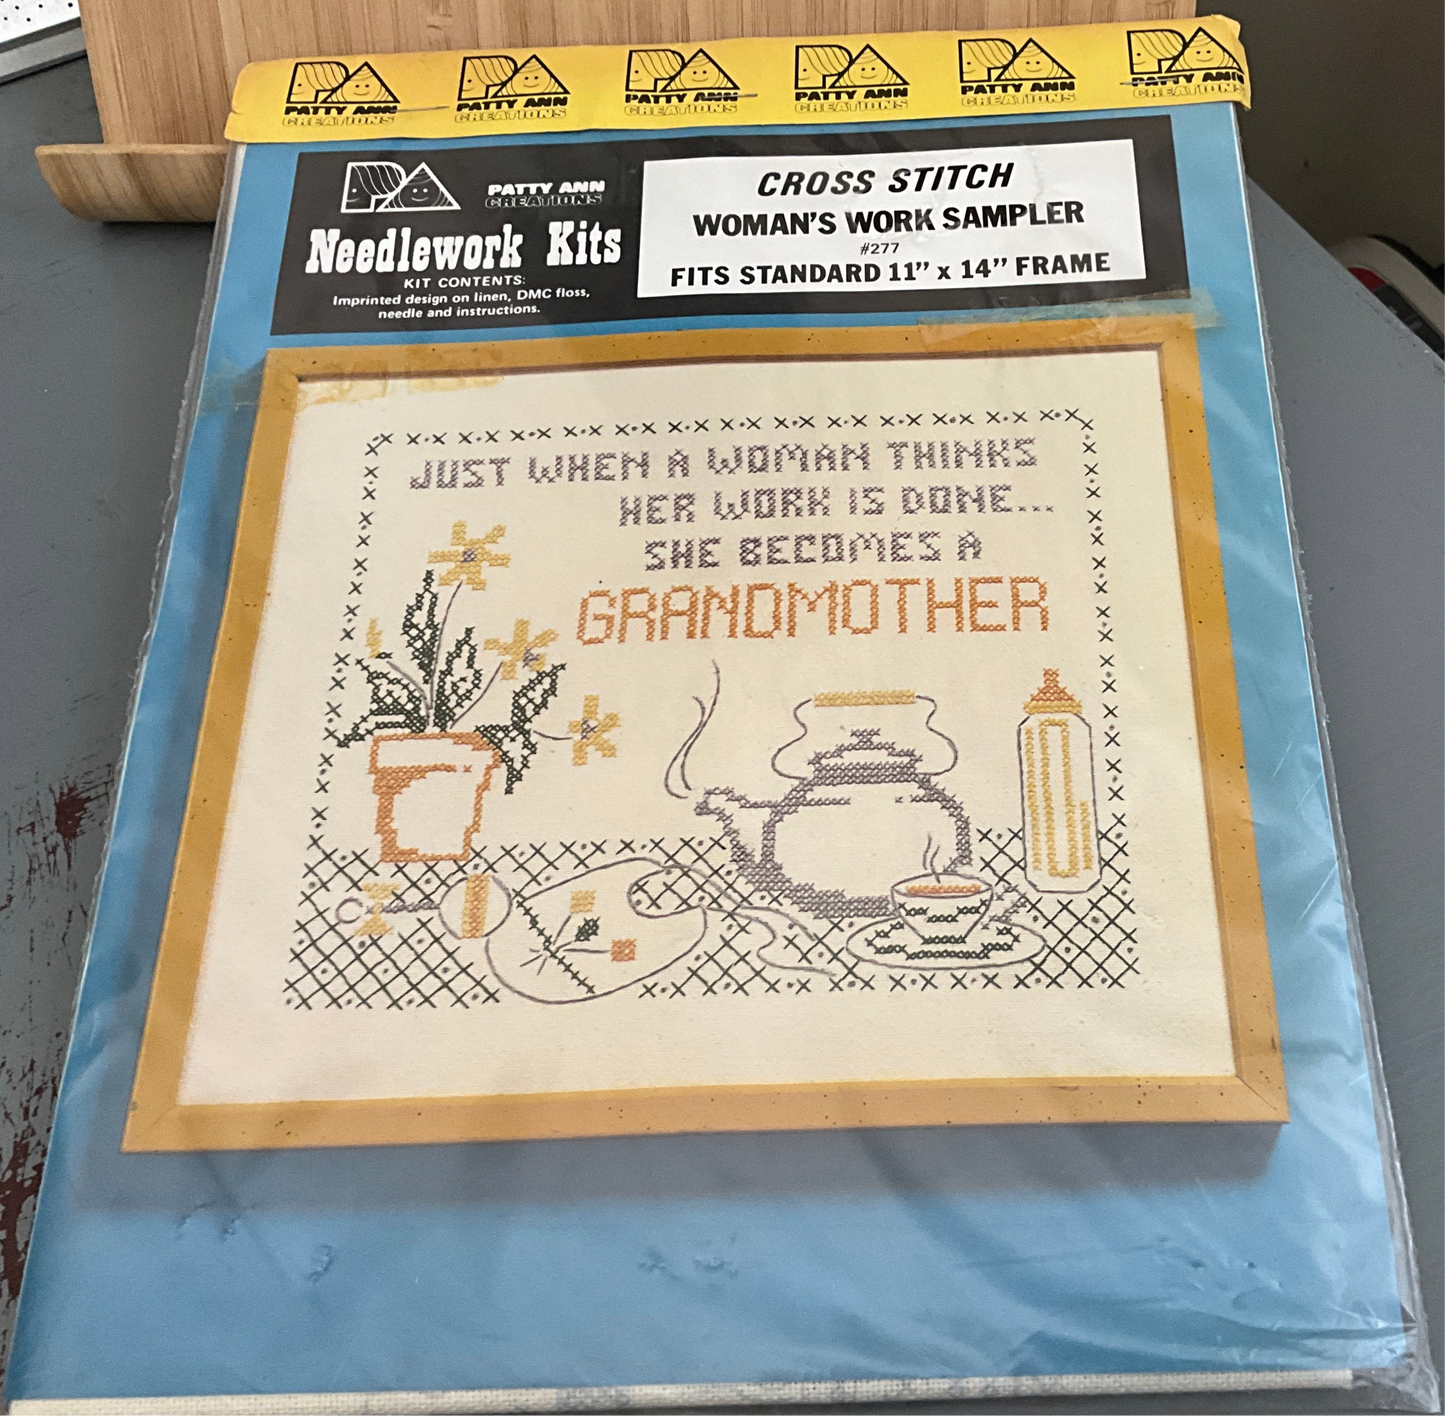 PATTY ANN PATTY ANN PATTY ANN PATTY ANN PATTY ANN PATTY ANN
CREATIONS CREATIONS CREATIONS CREATIONS CREATIONS CREATIONS
PATTY ANN
CREATIONS
Needlework Kits
KIT CONTENTS:
Imprinted design on linen, DMC floss,
needle and instructions.
CROSS STITCH
WOMAN'S WORK SAMPLER
#277
FITS STANDARD 11" x 14" FRAME
JUST WHEN A WOMAN THINKS
HER WORK IS DONE...
SHE BECOMES A
GRANDMOTHER